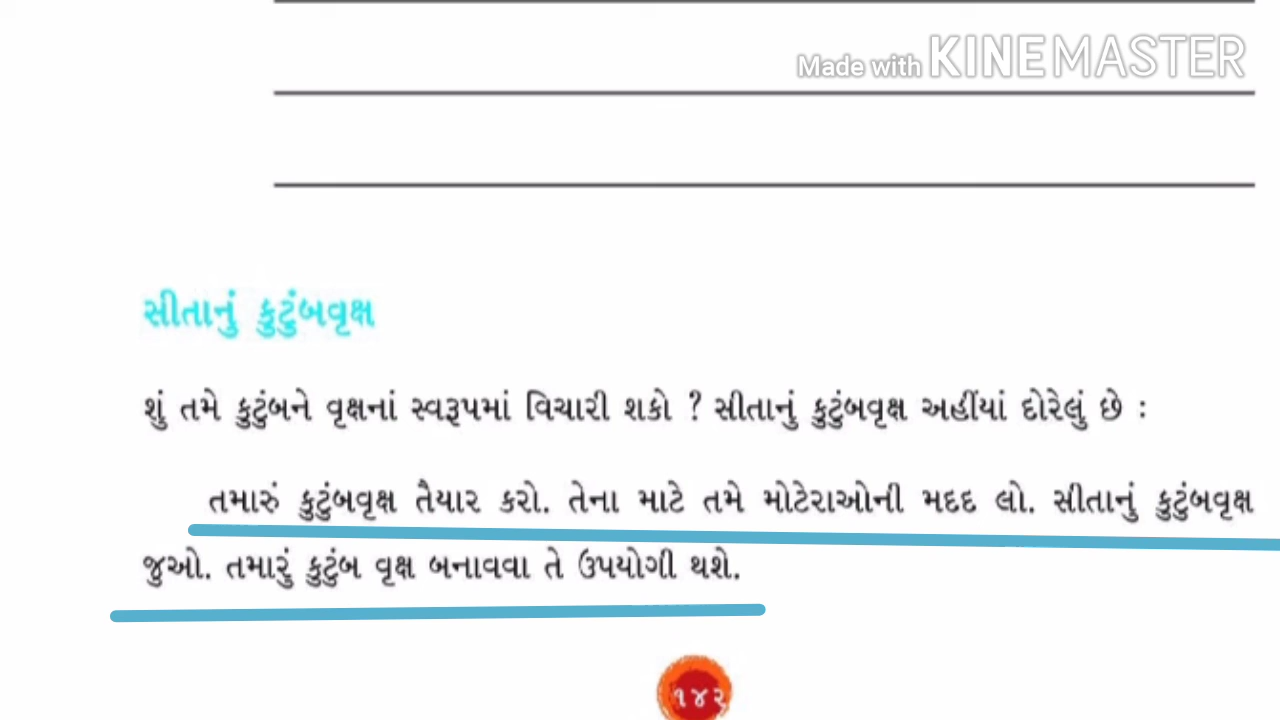 Made with KINEMASTER
સીતાનું કુટુંબવૃક્ષ
શું તમે કુટુંબને વૃક્ષનાં સ્વરૂપમાં વિચારી શકો ? સીતાનું કુટુંબવૃક્ષ અહીંયાં દોરેલું છે :
તમારું કુટુંબવૃક્ષ તૈયાર કરો. તેના માટે તમે મોટેરાઓની મદદ લો. સીતાનું કુટુંબવૃક્ષ
જુઓ. તમારું કુટુંબ વૃક્ષ બનાવવા તે ઉપયોગી થશે.
૧૪૨